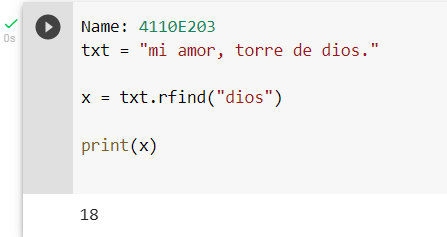 0s
Name: 4110E203
txt = "mi amor, torre de dios."
x = txt.rfind("dios")
print(x)
18